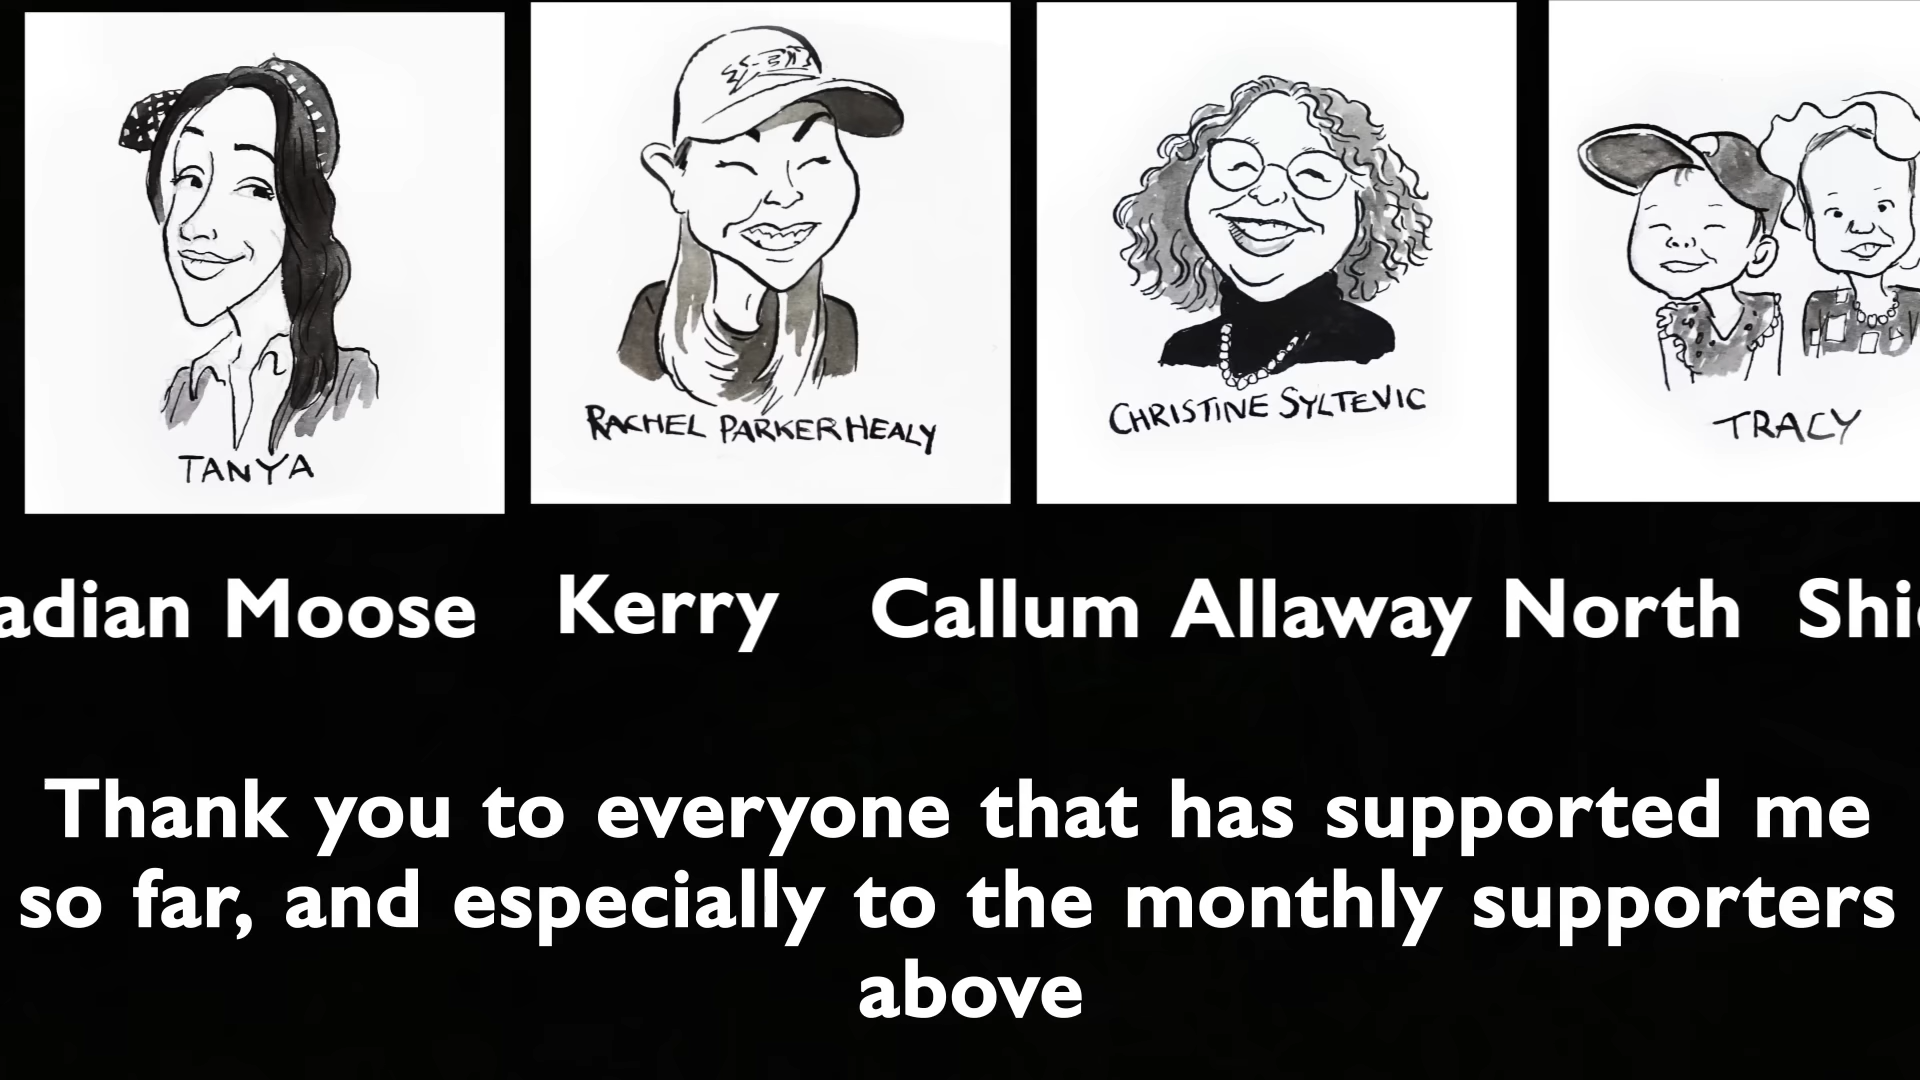 TANYA
RACHEL PARKER HEALY
CHRISTINE SYLTEVIC
TRACY
adian Moose Kerry Callum Allaway North Shi
Thank you to everyone that has supported me
so far, and especially to the monthly supporters
above